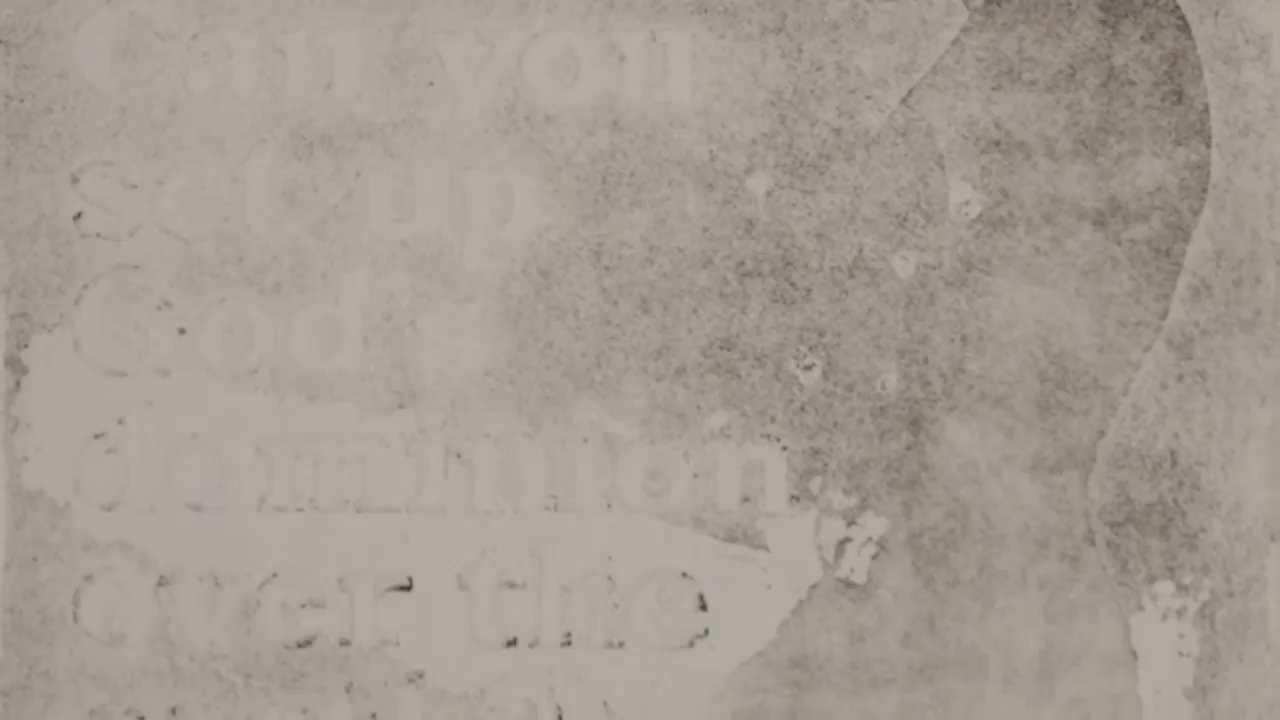 Can you
set up
God's
dominion
over the